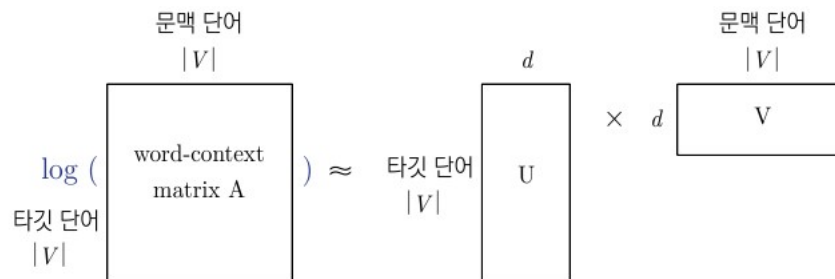 문맥 단어
|V|
log (
word-context
matrix A
)
≈
타깃 단어
|V|
d
타깃 단어
|V|
U
×
d
문맥 단어
|V|
V